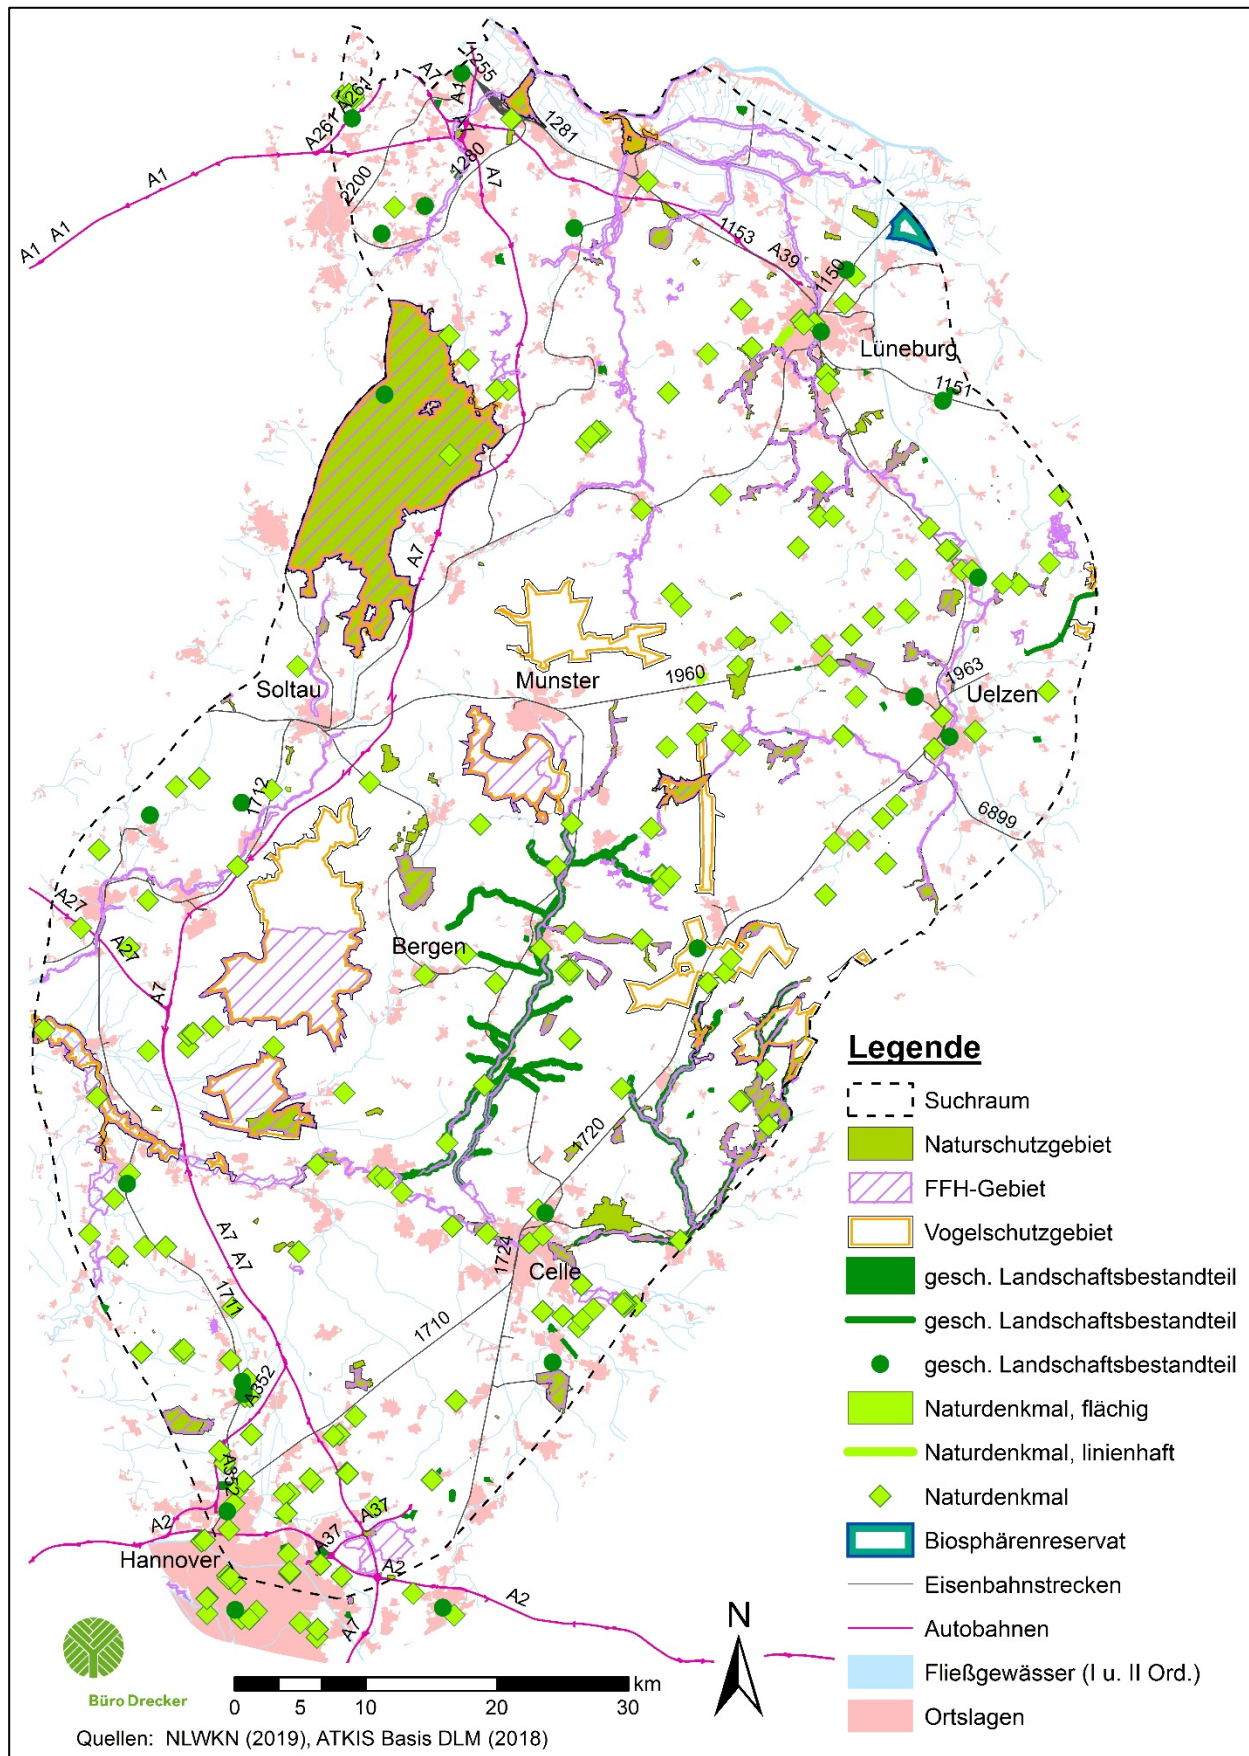 1255
A7
A1
A261
A261
1281
A7
1280
2200
A7
A1
A1
A1
1153
A39
1150
Lüneburg
1151
A7
Soltau
Munster
1960
1963
Uelzen
1712
6899
A27
A27
A7
Bergen
1720
A7
A7
1724
Celle
1711
1710
A352
A352
A37
A37
A2
Hannover
A2
A2
A7
Legende
Suchraum
Naturschutzgebiet
FFH-Gebiet
Vogelschutzgebiet
gesch. Landschaftsbestandteil
gesch. Landschaftsbestandteil
gesch. Landschaftsbestandteil
Naturdenkmal, flächig
Naturdenkmal, linienhaft
Naturdenkmal
Biosphärenreservat
Eisenbahnstrecken
Autobahnen
Fließgewässer (I u. II Ord.)
Ortslagen
N
Büro Drecker
km
0 5 10 20 30
Quellen: NLWKN (2019), ATKIS Basis DLM (2018)